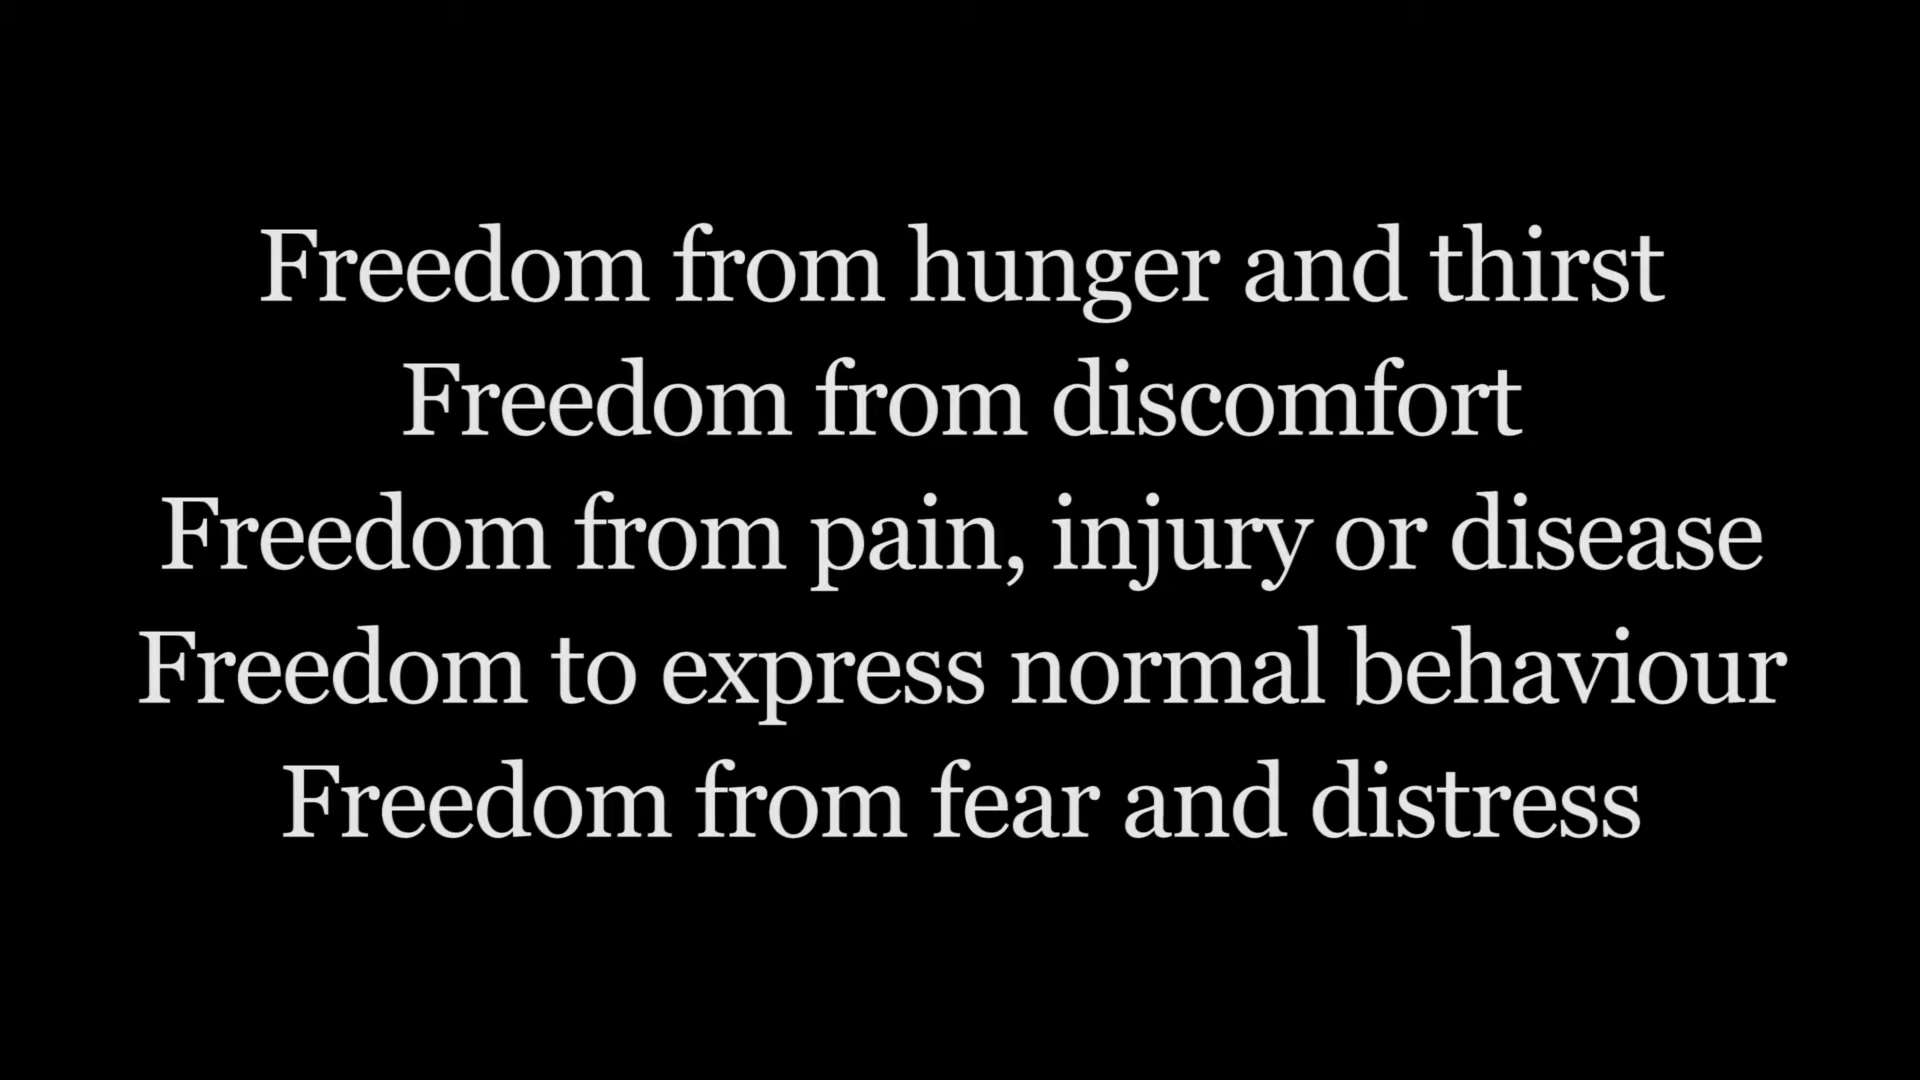 Freedom from hunger and thirst
Freedom from discomfort
Freedom from pain, injury or disease
Freedom to express normal behaviour
Freedom from fear and distress